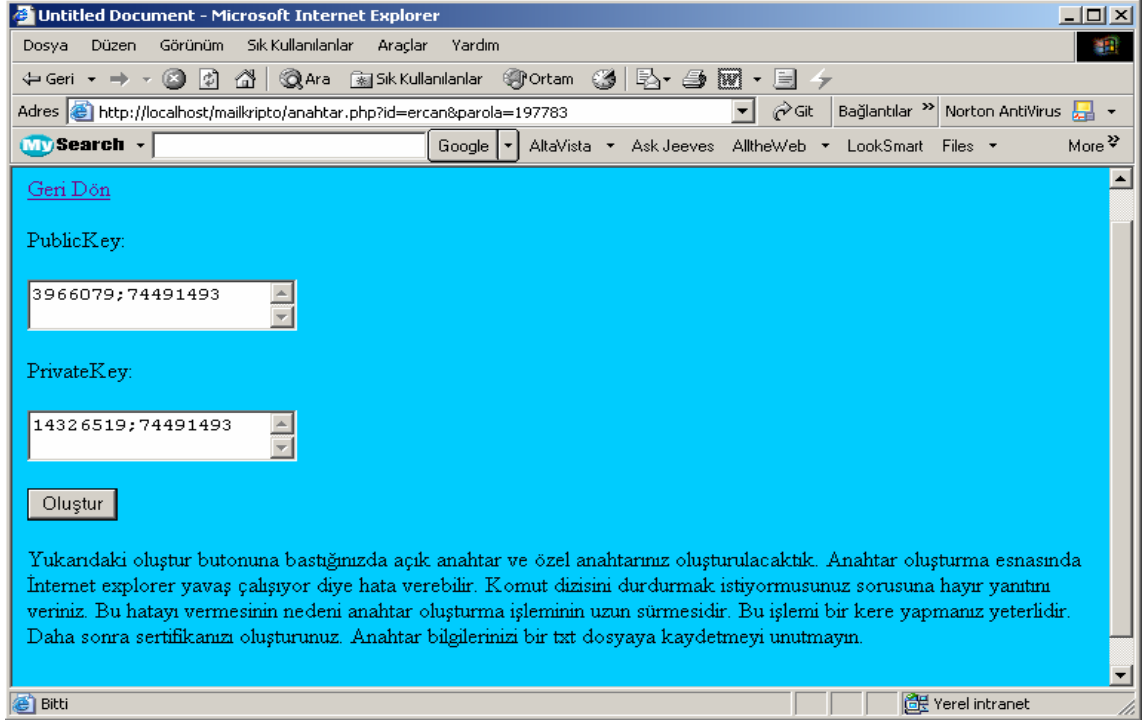 Untitled Document - Microsoft Internet Explorer
Dosya Düzen Görünüm Sık Kullanılanlar Araçlar Yardım
Geri Ara Sık Kullanılanlar Ortam
Adres http://localhost/mailkripto/anahtar.php?id=ercan&parola=197783 Git Bağlantılar » Norton AntiVirus
My Search Google AltaVista Ask Jeeves AlltheWeb LookSmart Files More »
Geri Dön
PublicKey:
3966079;74491493
PrivateKey:
14326519;74491493
Oluştur
Yukarıdaki oluştur butonuna bastığınızda açık anahtar ve özel anahtarınız oluşturulacaktık. Anahtar oluşturma esnasında
İnternet explorer yavaş çalışıyor diye hata verebilir. Komut dizisini durdurmak istiyormusunuz sorusuna hayır yanıtını
veriniz. Bu hatayı vermesinin nedeni anahtar oluşturma işleminin uzun sürmesidir. Bu işlemi bir kere yapmanız yeterlidir.
Daha sonra sertifikanızı oluşturunuz. Anahtar bilgilerinizi bir txt dosyaya kaydetmeyi unutmayın.
Bitti Yerel intranet